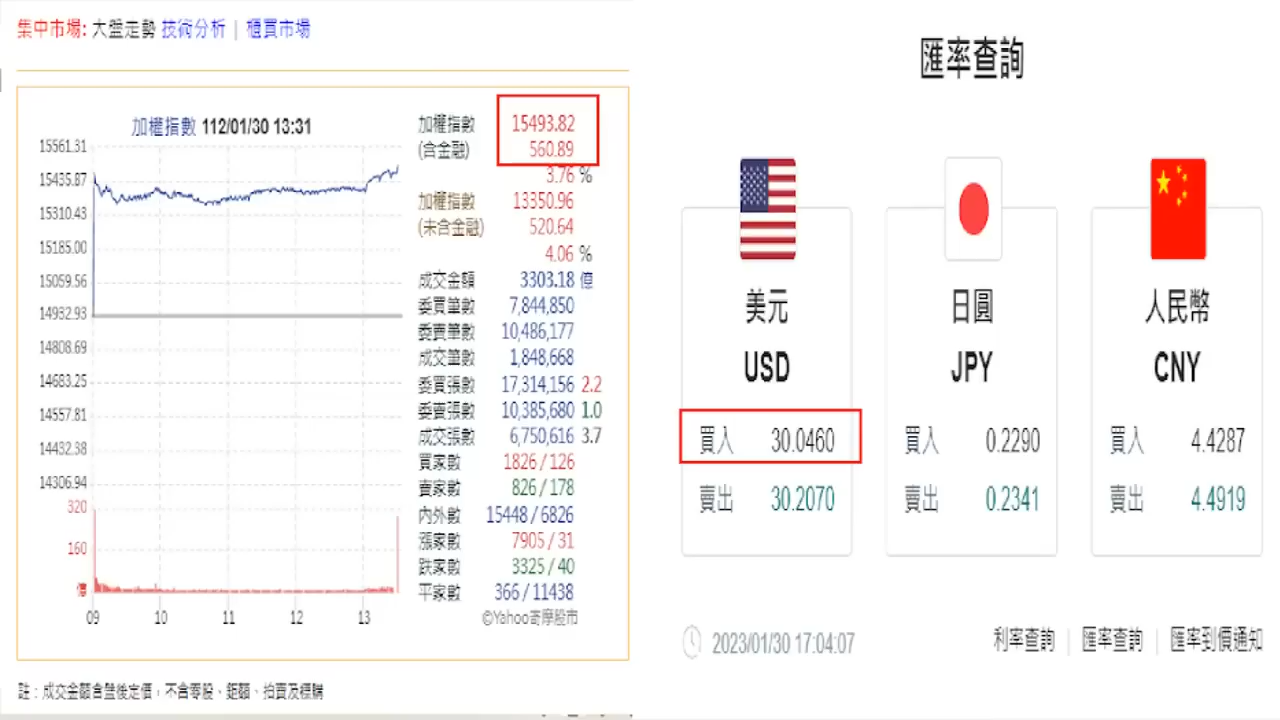 集中市場: 大盤走勢 技術分析 | 櫃買市場
加權指數 112/01/30 13:31
15561.31
15435.87
15310.43
15185.00
15059.56
14932.93
14808.69
14683.25
14557.81
14432.38
14306.94
320
160
億
09 10 11 12 13
加權指數 15493.82
(含金融) 560.89
3.76 %
加權指數 13350.96
(未含金融) 520.64
4.06 %
成交金額 3303.18 億
委買筆數 7,844,850
委賣筆數 10,486,177
成交筆數 1,848,668
委買張數 17,314,156 2.2
委賣張數 10,385,680 1.0
成交張數 6,750,616 3.7
買家數 1826 / 126
賣家數 826 / 178
內外數 15448 / 6826
漲家數 7905 / 31
跌家數 3325 / 40
平家數 366 / 11438
©Yahoo奇摩股市
註：成交金額含盤後定價，不含零股、鉅額、拍賣及標購
匯率查詢
美元
USD
買入 30.0460
賣出 30.2070
日圓
JPY
買入 0.2290
賣出 0.2341
人民幣
CNY
買入 4.4287
賣出 4.4919
2023/01/30 17:04:07
利率查詢 | 匯率查詢 | 匯率到價通知